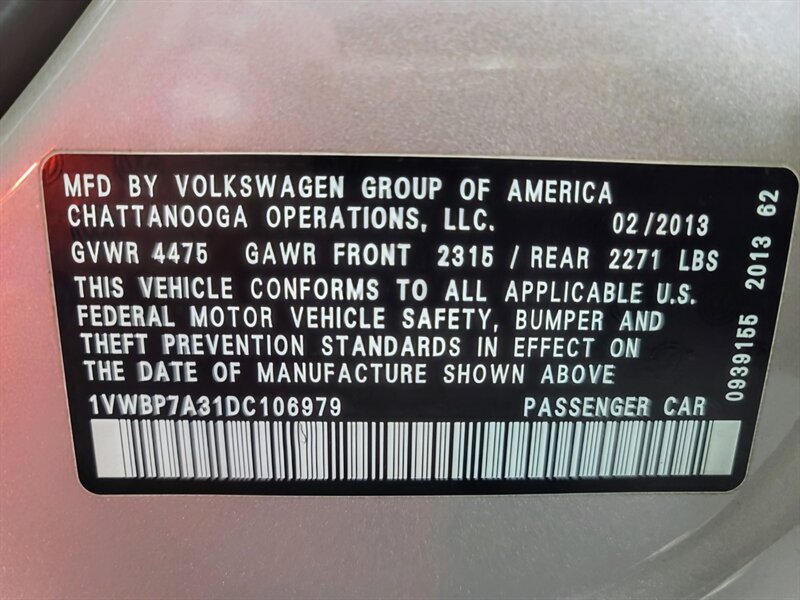 MFD BY VOLKSWAGEN GROUP OF AMERICA
CHATTANOOGA OPERATIONS, LLC. 02/2013
GVWR 4475 GAWR FRONT 2315 / REAR 2271 LBS
THIS VEHICLE CONFORMS TO ALL APPLICABLE U.S.
FEDERAL MOTOR VEHICLE SAFETY, BUMPER AND
THEFT PREVENTION STANDARDS IN EFFECT ON
THE DATE OF MANUFACTURE SHOWN ABOVE
1VWBP7A31DC106979 PASSENGER CAR
0939155 2013 62